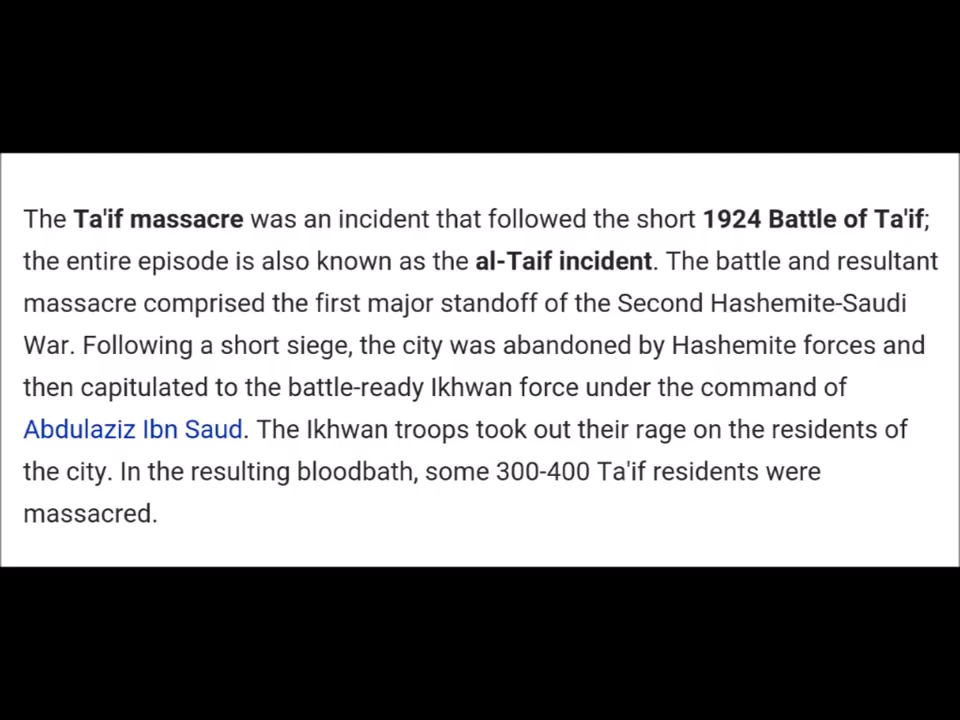 The Ta'if massacre was an incident that followed the short 1924 Battle of Ta'if;
the entire episode is also known as the al-Taif incident. The battle and resultant
massacre comprised the first major standoff of the Second Hashemite-Saudi
War. Following a short siege, the city was abandoned by Hashemite forces and
then capitulated to the battle-ready Ikhwan force under the command of
Abdulaziz Ibn Saud. The Ikhwan troops took out their rage on the residents of
the city. In the resulting bloodbath, some 300-400 Ta'if residents were
massacred.